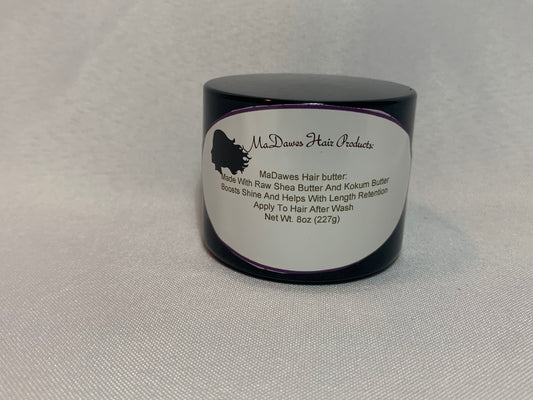 MaDawes Hair Products:
MaDawes Hair butter:
Made With Raw Shea Butter And Kokum Butter
Boosts Shine And Helps With Length Retention
Apply To Hair After Wash
Net Wt. 8oz (227g)